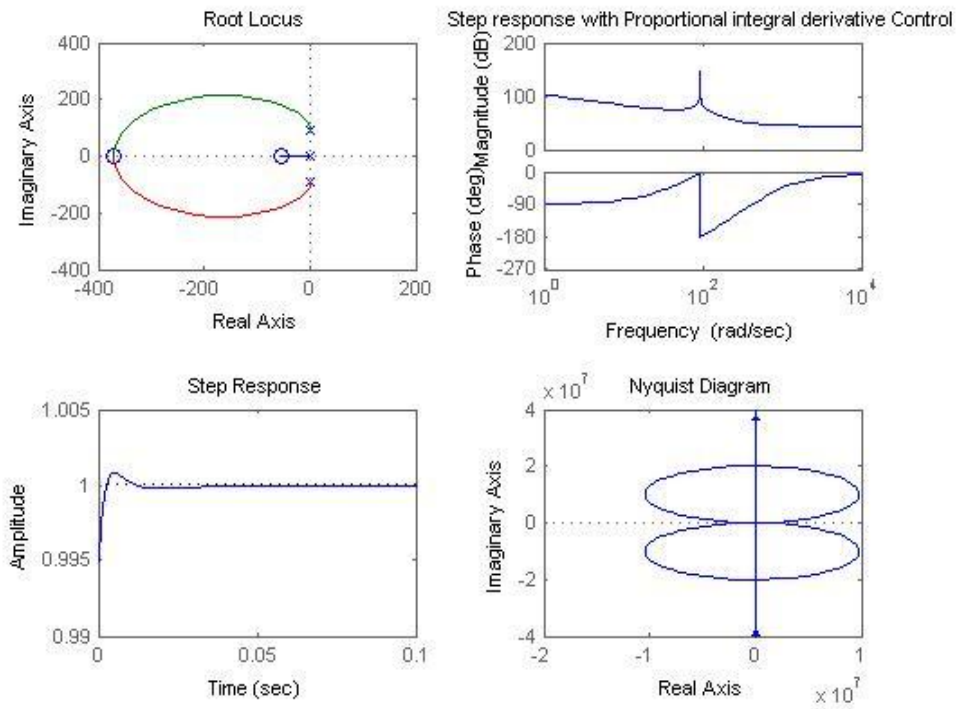 Root Locus
400
200
0
-200
-400
-400
-200
0
200
Imaginary Axis
Real Axis
Step response with Proportional integral derivative Control
200
100
0
Magnitude (dB)
0
-90
-180
-270
Phase (deg)
10^0
10^2
10^4
Frequency (rad/sec)
Step Response
1.005
1
0.995
0.99
0
0.05
0.1
Amplitude
Time (sec)
Nyquist Diagram
x 10^7
4
2
0
-2
-4
-2
-1
0
1
Imaginary Axis
Real Axis
x 10^7